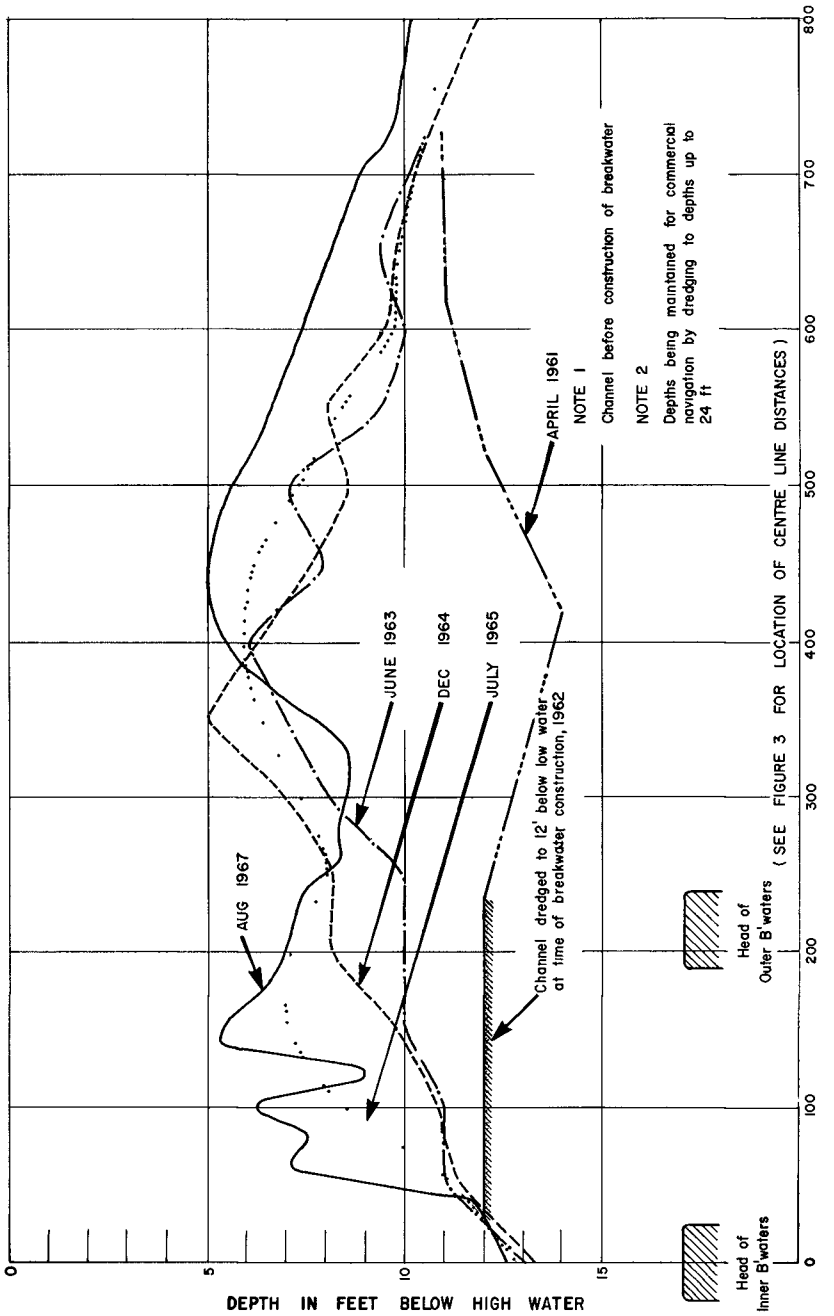 DEPTH IN FEET BELOW HIGH WATER
0
5
10
15
0
100
200
300
400
500
600
700
800
AUG 1967
JUNE 1963
DEC 1964
JULY 1965
APRIL 1961
NOTE 1
Channel before construction of breakwater
NOTE 2
Depths being maintained for commercial
navigation by dredging to depths up to
24 ft
Channel dredged to 12' below low water
at time of breakwater construction, 1962
(SEE FIGURE 3 FOR LOCATION OF CENTRE LINE DISTANCES)
Head of
Inner B'waters
Head of
Outer B'waters